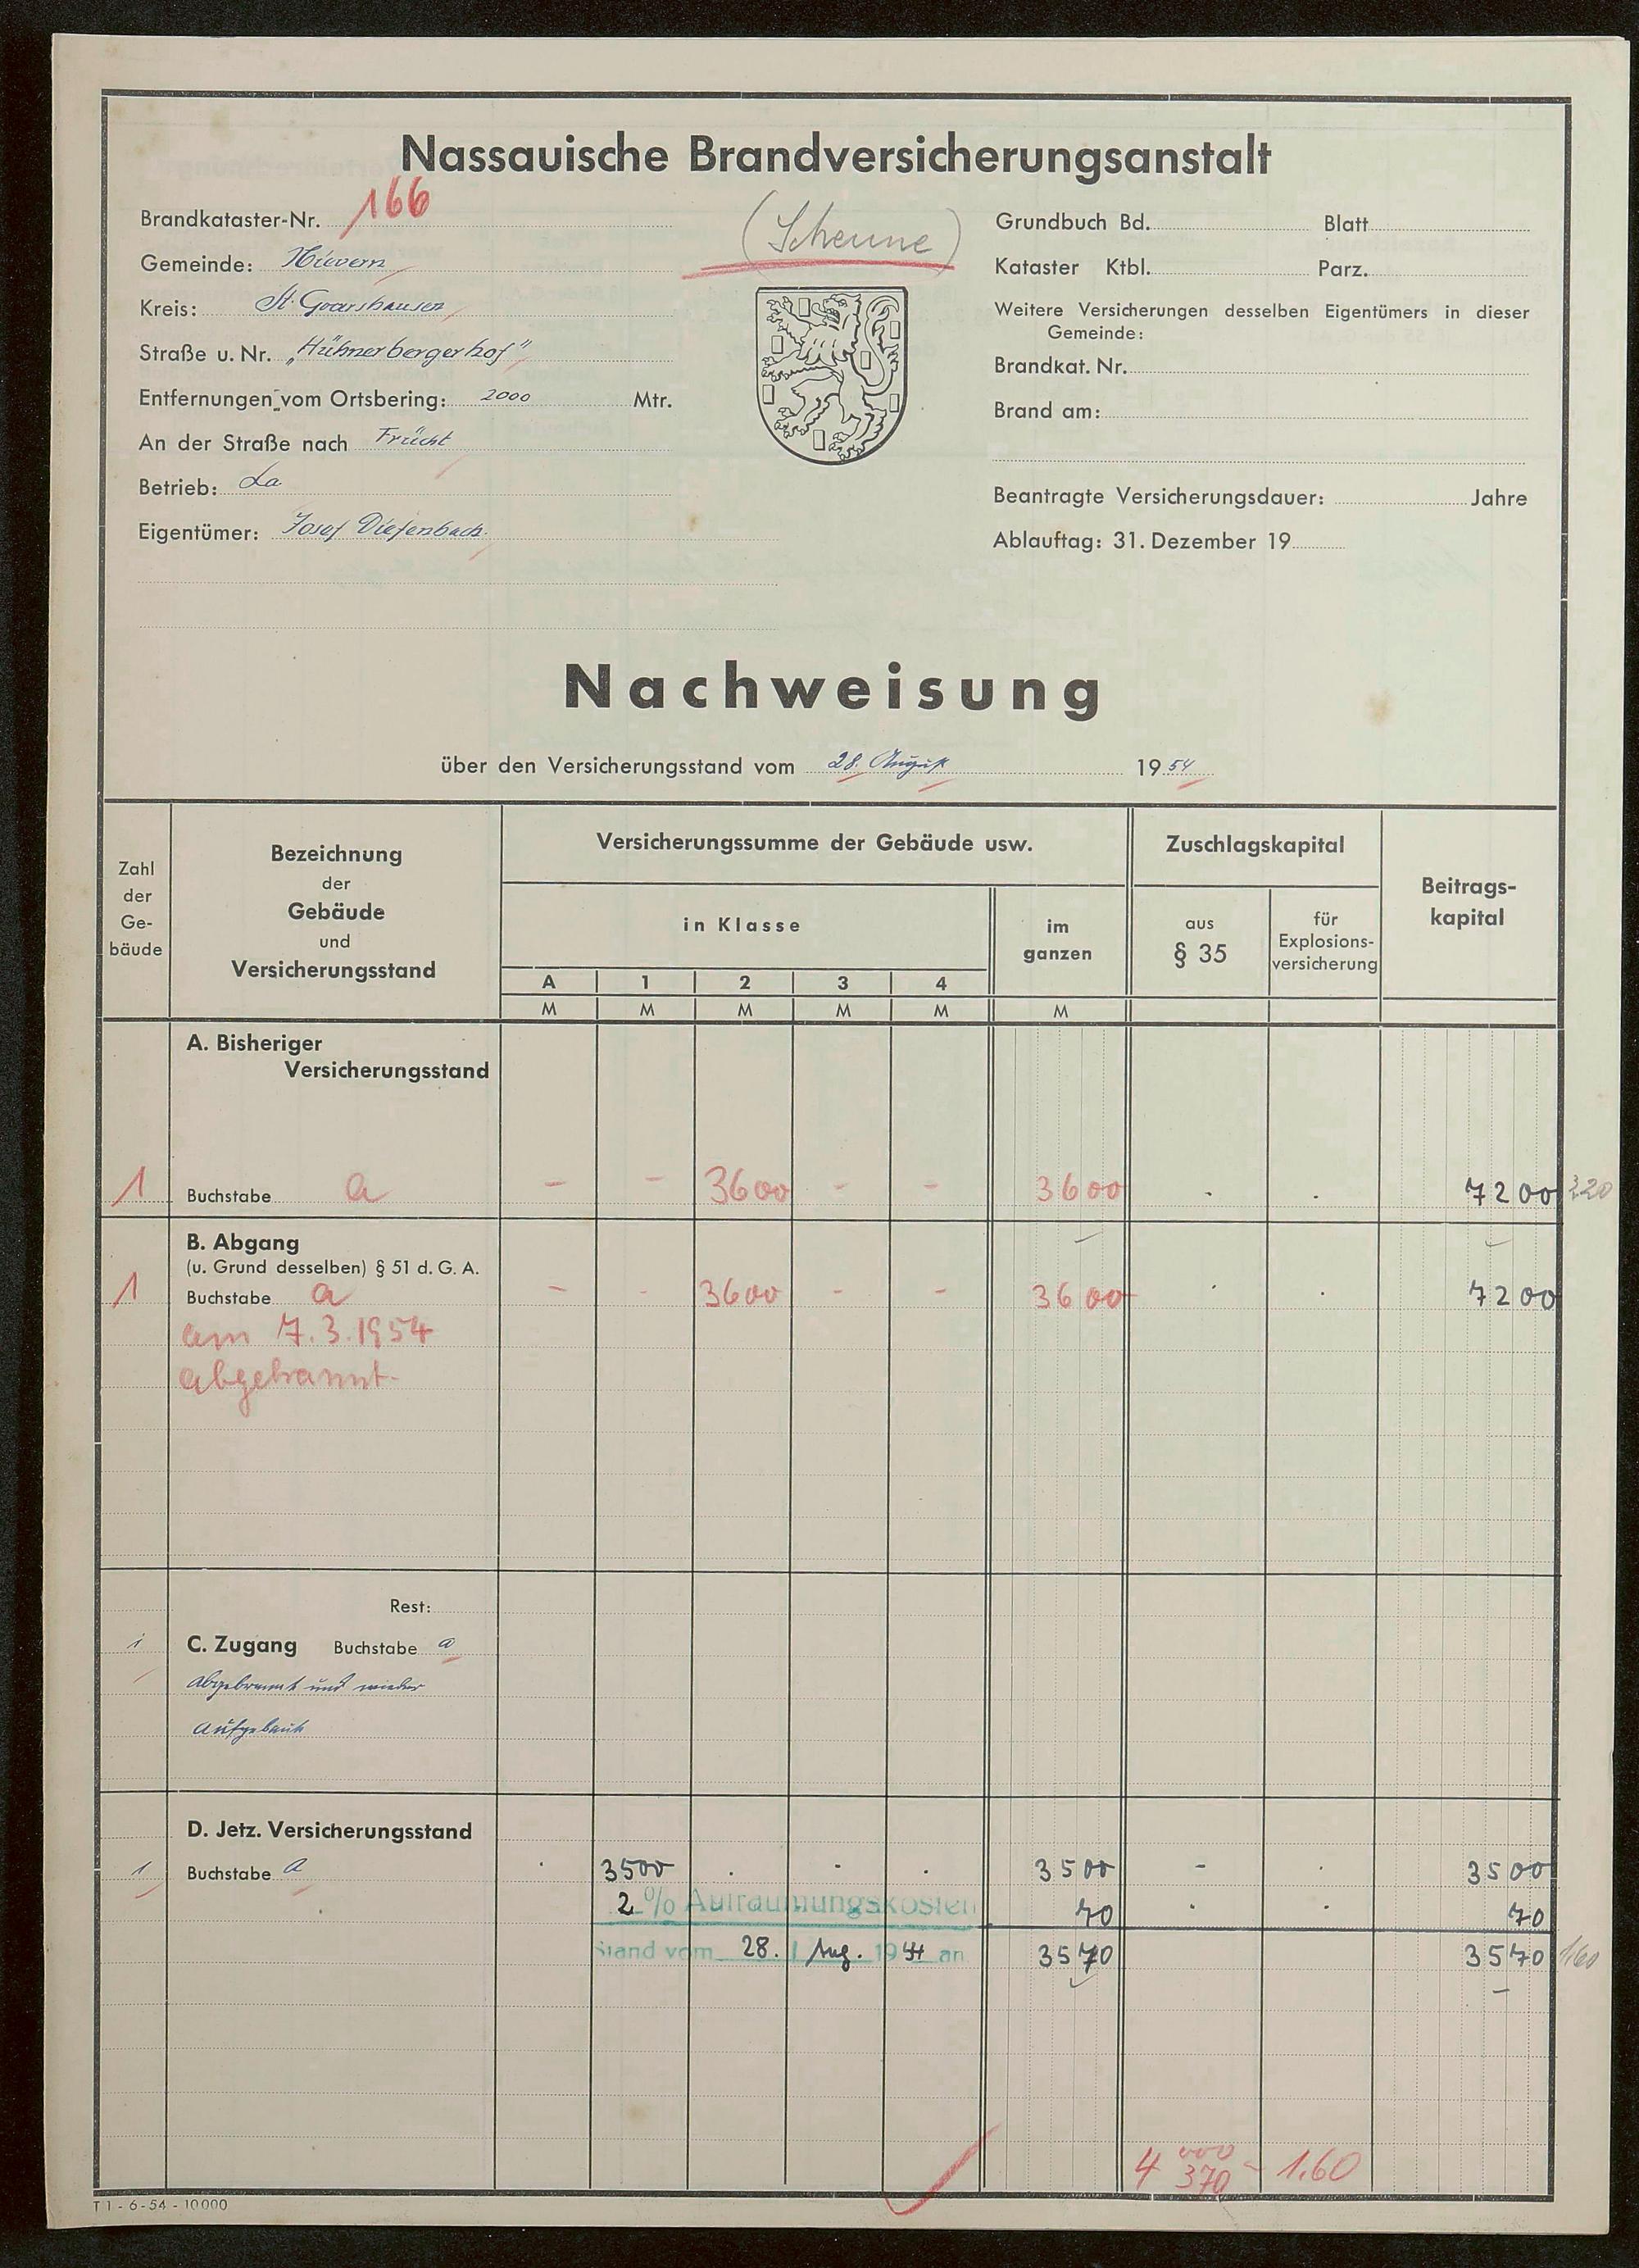 Nassauische Brandversicherungsanstalt
Brandkataster-Nr. 166
(Scheune)
Gemeinde: Mievern
Kreis: St. Goarshausen
Straße u. Nr. „Hühnerbergerhof"
Entfernungen vom Ortsbering: 2000 Mtr.
An der Straße nach Frücht
Betrieb: La
Eigentümer: Josef Diefenbach.
Grundbuch Bd. Blatt
Kataster Ktbl. Parz.
Weitere Versicherungen desselben Eigentümers in dieser
Gemeinde:
Brandkat. Nr.
Brand am:
Beantragte Versicherungsdauer: Jahre
Ablauftag: 31. Dezember 19
Nachweisung
über den Versicherungsstand vom 28. August 1954
Zahl
der
Ge-
bäude
Bezeichnung
der
Gebäude
und
Versicherungsstand
Versicherungssumme der Gebäude usw.
in Klasse
A 1 2 3 4
M M M M M
im
ganzen
M
Zuschlagskapital
aus
§ 35
für
Explosions-
versicherung
Beitrags-
kapital
A. Bisheriger
Versicherungsstand
1 Buchstabe a - - 3600 - - 3600 . . 7200 3.20
B. Abgang
(u. Grund desselben) § 51 d. G. A.
1 Buchstabe a - - 3600 - - 3600 . . 7200
am 7.3.1954
abgebrannt.
Rest:
1 C. Zugang Buchstabe a
Abgebrannt und wieder
aufgebaut
D. Jetz. Versicherungsstand
1 Buchstabe a . 3500 . - . 3500 - . 3500
2 % Aufräumungskosten 70 . . 70
Stand vom 28. Aug. 1954 an 3570 3570 1.60
4000
370 - 1.60
T 1 - 6 - 54 - 10000